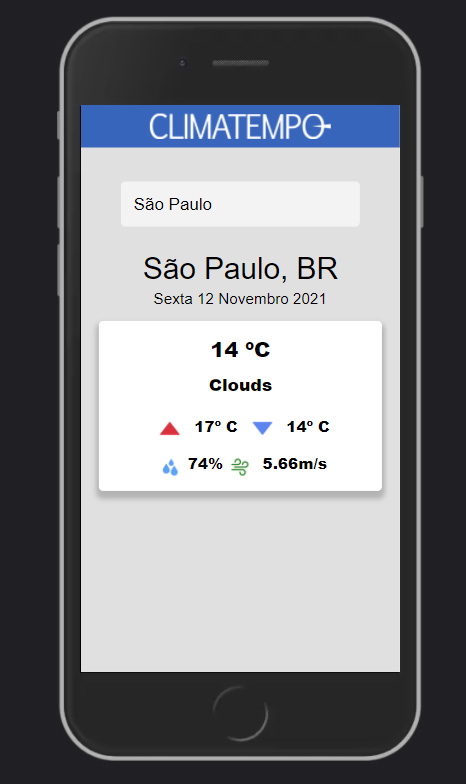 CLIMATEMPO
São Paulo
São Paulo, BR
Sexta 12 Novembro 2021
14 ºC
Clouds
17º C 14º C
74% 5.66m/s